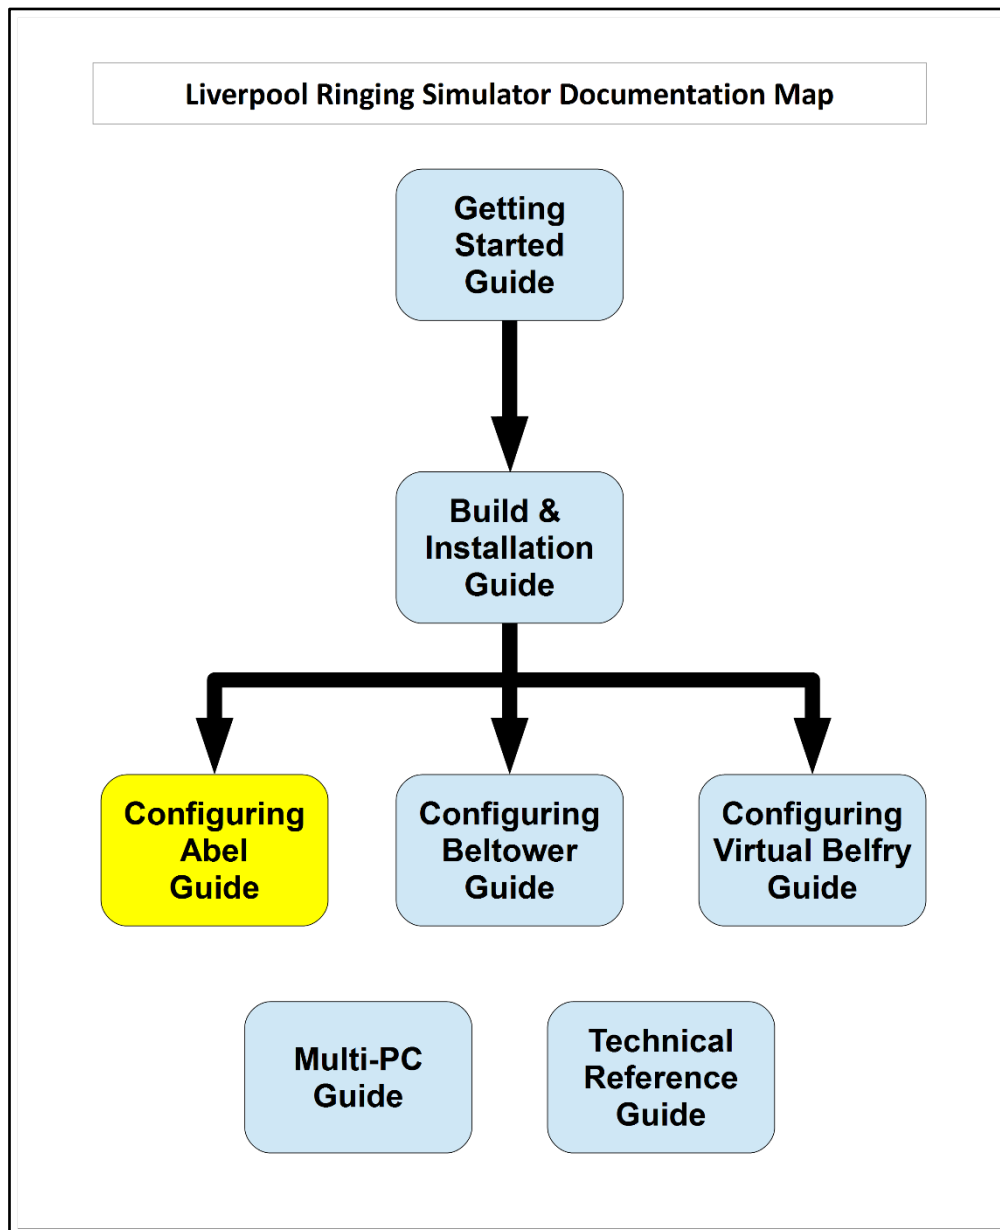 Liverpool Ringing Simulator Documentation Map
Getting
Started
Guide
Build &
Installation
Guide
Configuring
Abel
Guide
Configuring
Beltower
Guide
Configuring
Virtual Belfry
Guide
Multi-PC
Guide
Technical
Reference
Guide